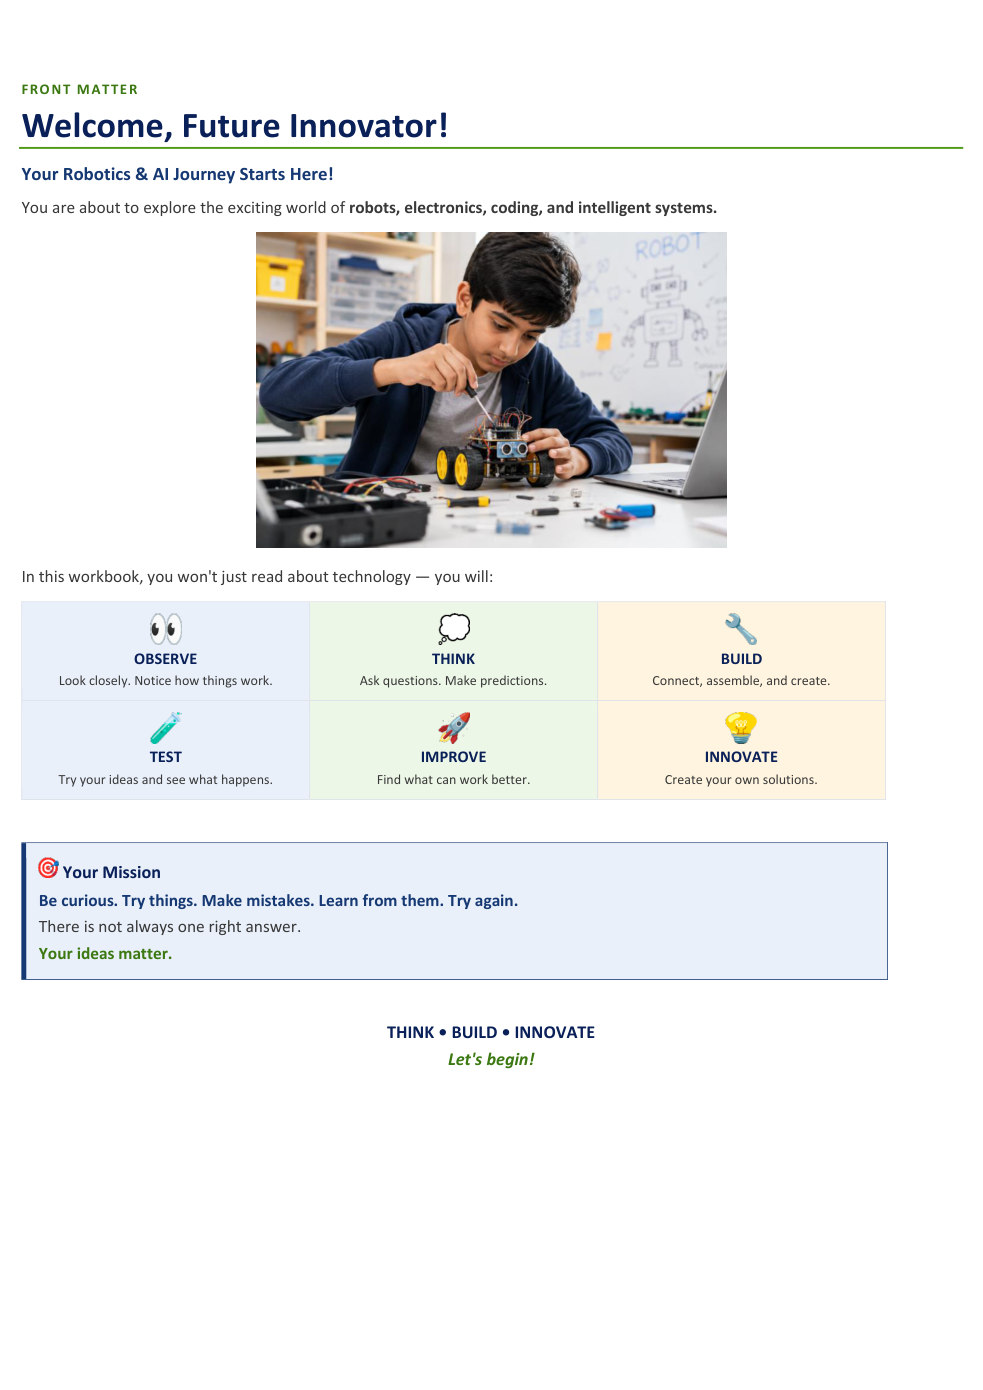 FRONT MATTER
Welcome, Future Innovator!
Your Robotics & AI Journey Starts Here!
You are about to explore the exciting world of robots, electronics, coding, and intelligent systems.
ROBOT
In this workbook, you won't just read about technology — you will:
OBSERVE
Look closely. Notice how things work.
THINK
Ask questions. Make predictions.
BUILD
Connect, assemble, and create.
TEST
Try your ideas and see what happens.
IMPROVE
Find what can work better.
INNOVATE
Create your own solutions.
Your Mission
Be curious. Try things. Make mistakes. Learn from them. Try again.
There is not always one right answer.
Your ideas matter.
THINK • BUILD • INNOVATE
Let's begin!